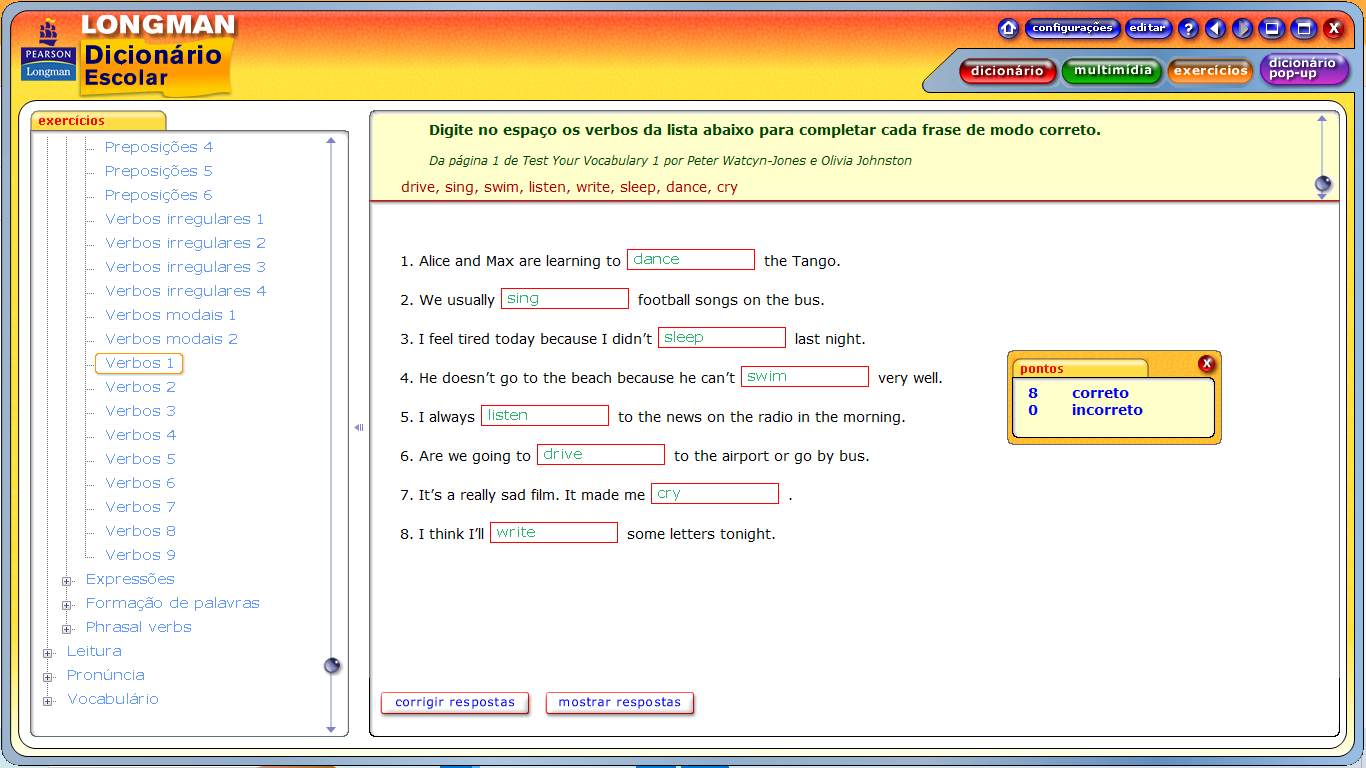 LONGMAN
Dicionário
Escolar
PEARSON
Longman
configurações editar ? X
dicionário multimídia exercícios dicionário pop-up
exercícios
Preposições 4
Preposições 5
Preposições 6
Verbos irregulares 1
Verbos irregulares 2
Verbos irregulares 3
Verbos irregulares 4
Verbos modais 1
Verbos modais 2
Verbos 1
Verbos 2
Verbos 3
Verbos 4
Verbos 5
Verbos 6
Verbos 7
Verbos 8
Verbos 9
Expressões
Formação de palavras
Phrasal verbs
Leitura
Pronúncia
Vocabulário
Digite no espaço os verbos da lista abaixo para completar cada frase de modo correto.
Da página 1 de Test Your Vocabulary 1 por Peter Watcyn-Jones e Olivia Johnston
drive, sing, swim, listen, write, sleep, dance, cry
1. Alice and Max are learning to dance the Tango.
2. We usually sing football songs on the bus.
3. I feel tired today because I didn't sleep last night.
4. He doesn't go to the beach because he can't swim very well.
5. I always listen to the news on the radio in the morning.
6. Are we going to drive to the airport or go by bus.
7. It's a really sad film. It made me cry .
8. I think I'll write some letters tonight.
pontos X
8 correto
0 incorreto
corrigir respostas mostrar respostas